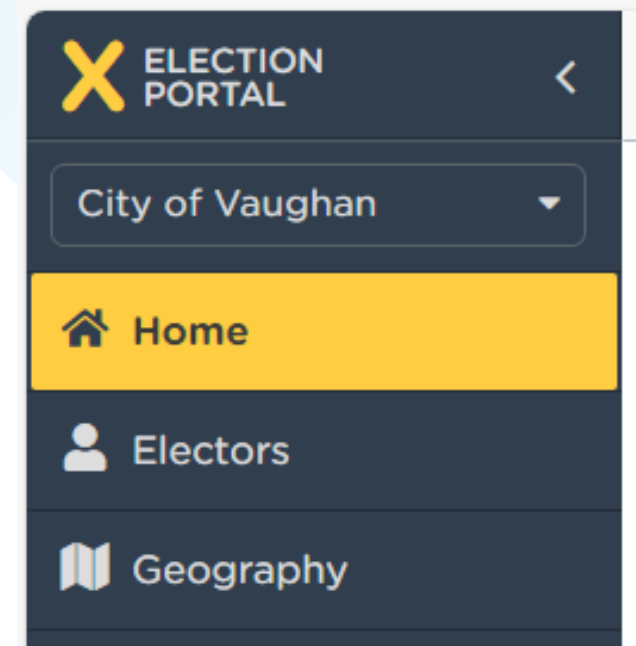 ELECTION
PORTAL
City of Vaughan
Home
Electors
Geography